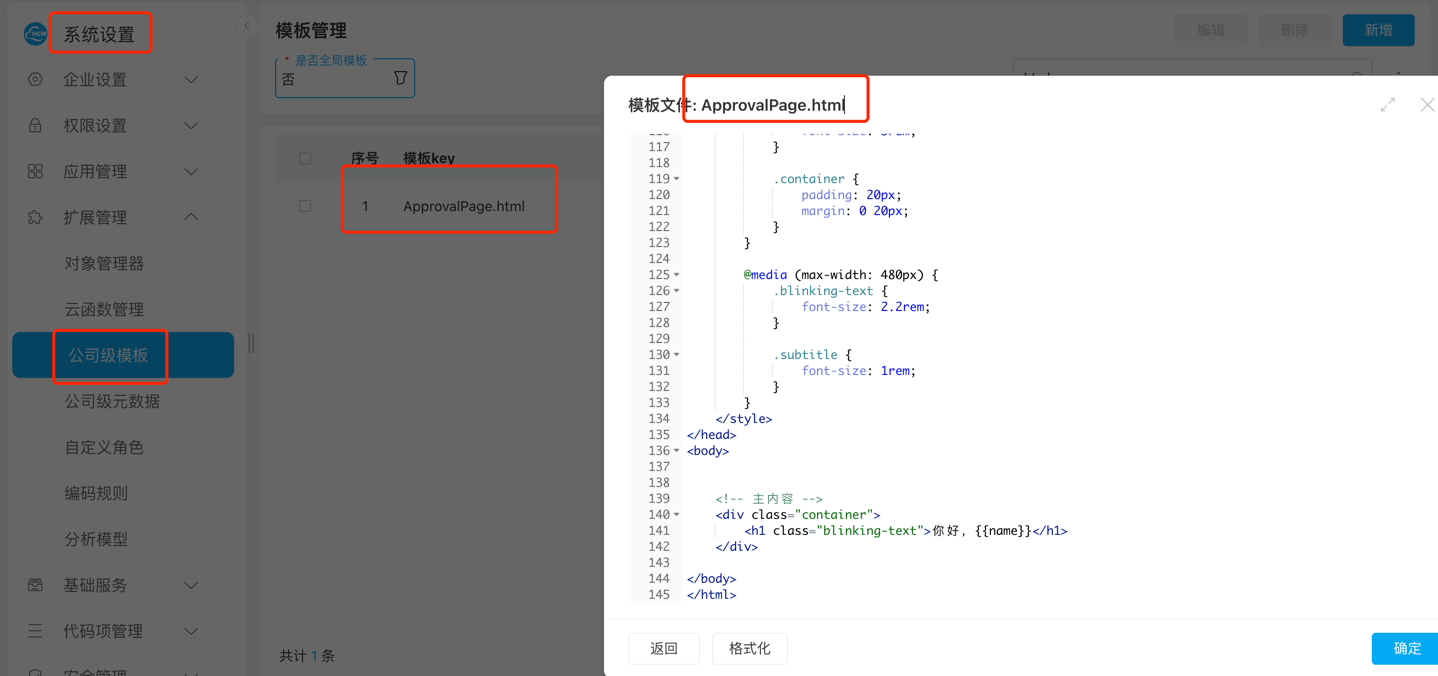 HCM 系统设置
企业设置
权限设置
应用管理
扩展管理
对象管理器
云函数管理
公司级模板
公司级元数据
自定义角色
编码规则
分析模型
基础服务
代码项管理
安全管理
模板管理
编辑 删除 新增
* 是否全局模板
否
序号 模板key
1 ApprovalPage.html
共计 1 条
模板文件: ApprovalPage.html
117 }
118
119 .container {
120 padding: 20px;
121 margin: 0 20px;
122 }
123 }
124
125 @media (max-width: 480px) {
126 .blinking-text {
127 font-size: 2.2rem;
128 }
129
130 .subtitle {
131 font-size: 1rem;
132 }
133 }
134 </style>
135 </head>
136 <body>
137
138
139 <!-- 主内容 -->
140 <div class="container">
141 <h1 class="blinking-text">你好，{{name}}</h1>
142 </div>
143
144 </body>
145 </html>
返回 格式化 确定